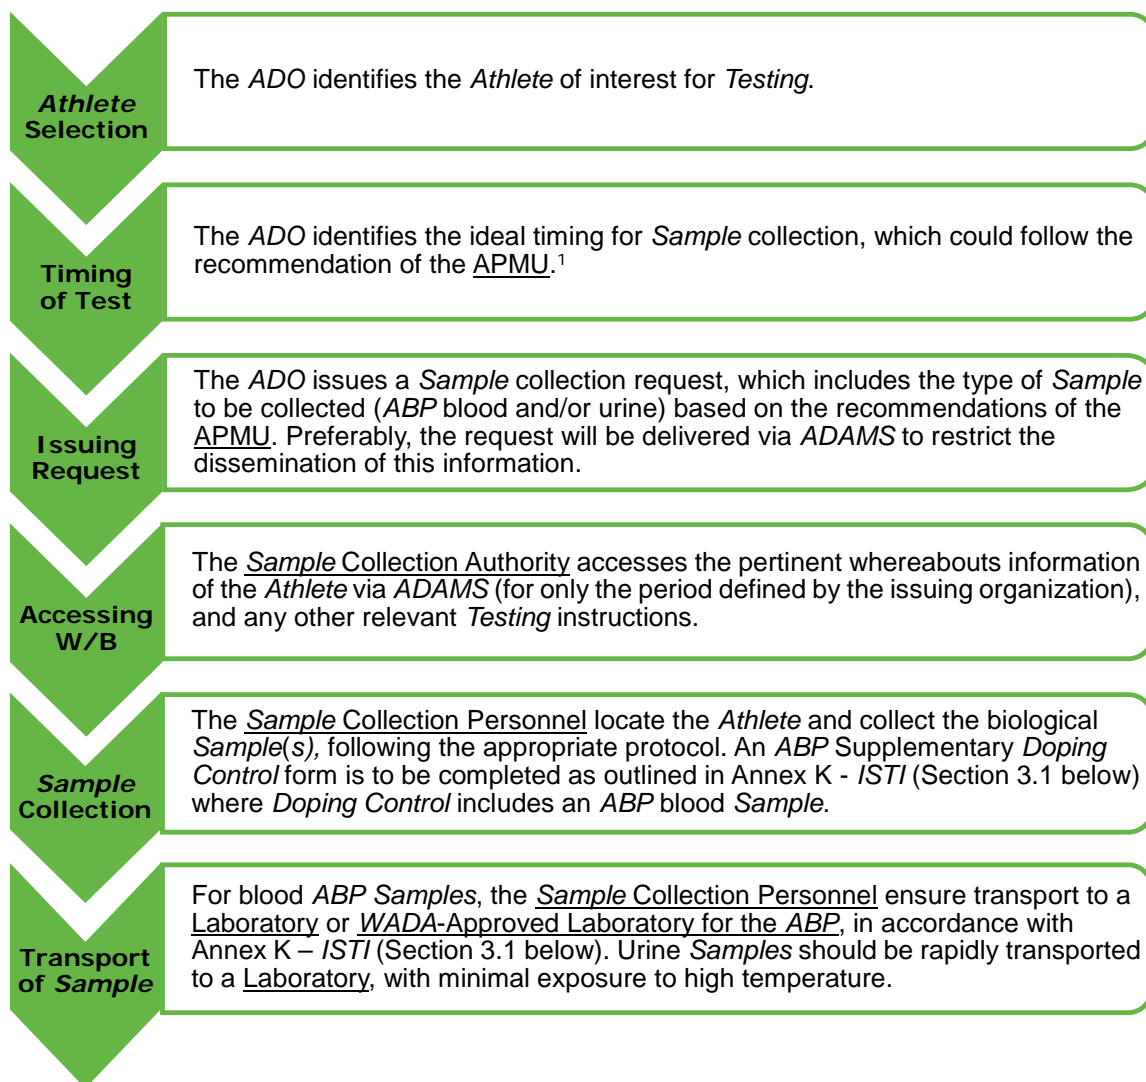 Athlete
Selection
The ADO identifies the Athlete of interest for Testing.
Timing
of Test
The ADO identifies the ideal timing for Sample collection, which could follow the
recommendation of the APMU.¹
Issuing
Request
The ADO issues a Sample collection request, which includes the type of Sample
to be collected (ABP blood and/or urine) based on the recommendations of the
APMU. Preferably, the request will be delivered via ADAMS to restrict the
dissemination of this information.
Accessing
W/B
The Sample Collection Authority accesses the pertinent whereabouts information
of the Athlete via ADAMS (for only the period defined by the issuing organization),
and any other relevant Testing instructions.
Sample
Collection
The Sample Collection Personnel locate the Athlete and collect the biological
Sample(s), following the appropriate protocol. An ABP Supplementary Doping
Control form is to be completed as outlined in Annex K - ISTI (Section 3.1 below)
where Doping Control includes an ABP blood Sample.
Transport
of Sample
For blood ABP Samples, the Sample Collection Personnel ensure transport to a
Laboratory or WADA-Approved Laboratory for the ABP, in accordance with
Annex K – ISTI (Section 3.1 below). Urine Samples should be rapidly transported
to a Laboratory, with minimal exposure to high temperature.